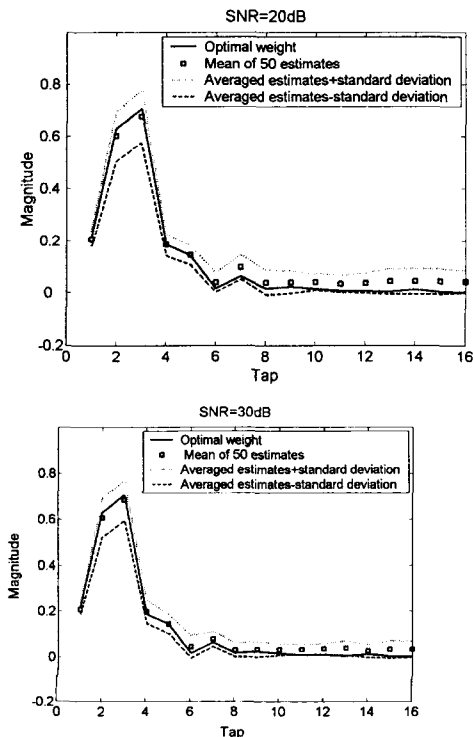 SNR=20dB
Optimal weight
Mean of 50 estimates
Averaged estimates+standard deviation
Averaged estimates-standard deviation
0.8
0.6
0.4
0.2
0
-0.2
Magnitude
0 2 4 6 8 10 12 14 16
Tap
SNR=30dB
Optimal weight
Mean of 50 estimates
Averaged estimates+standard deviation
Averaged estimates-standard deviation
0.8
0.6
0.4
0.2
0
-0.2
Magnitude
0 2 4 6 8 10 12 14 16
Tap